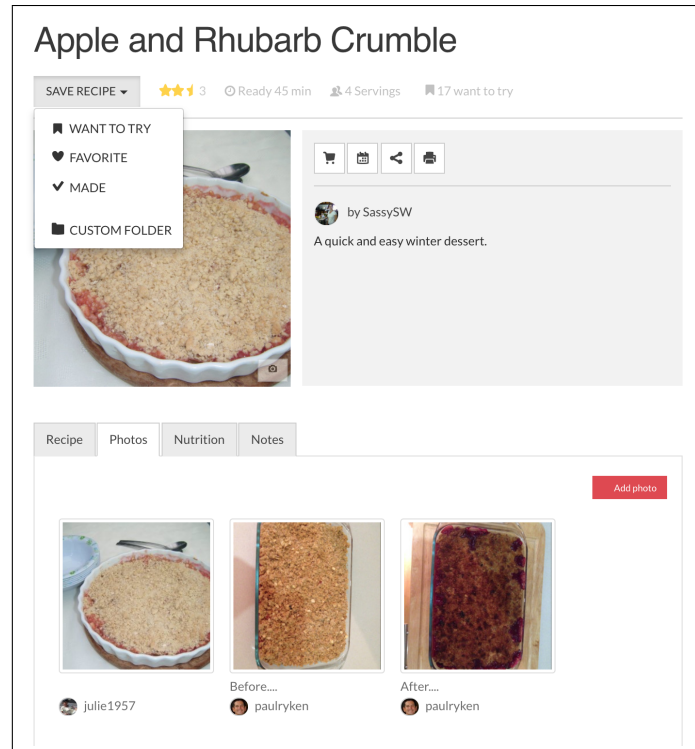 Apple and Rhubarb Crumble
SAVE RECIPE
3
Ready 45 min
4 Servings
17 want to try
WANT TO TRY
FAVORITE
MADE
CUSTOM FOLDER
by SassySW
A quick and easy winter dessert.
Recipe
Photos
Nutrition
Notes
Add photo
julie1957
Before....
paulryken
After....
paulryken